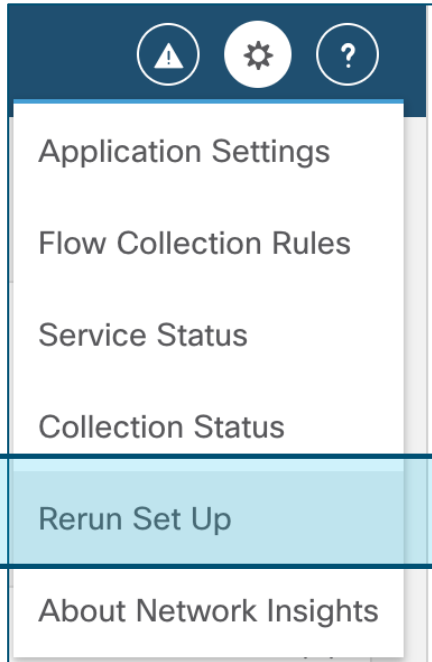 ?
Application Settings
Flow Collection Rules
Service Status
Collection Status
Rerun Set Up
About Network Insights